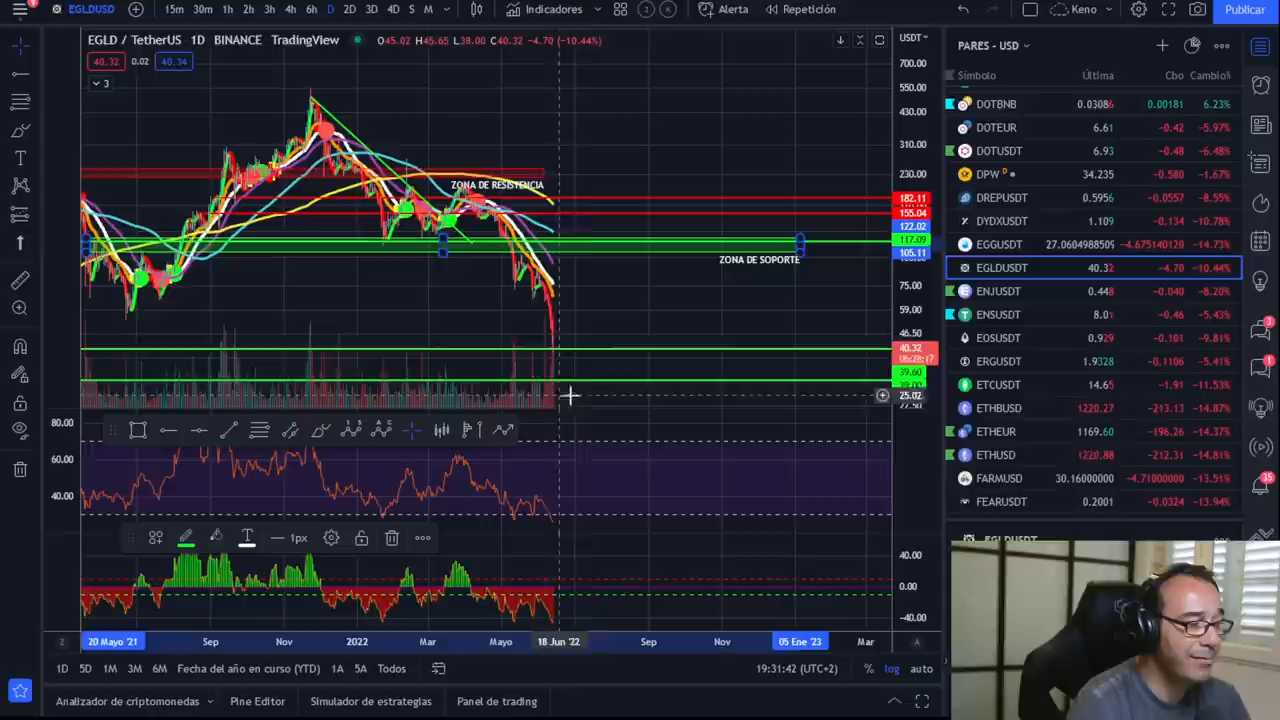 9
EGLDUSD
15m 30m 1h 2h 3h 4h 6h D 2D 3D 4D S M
Indicadores
2
Alerta
Repetición
Keno
Publicar
EGLD / TetherUS 1D BINANCE TradingView
O45.02 H45.65 L38.00 C40.32 −4.70 (−10.44%)
40.32 0.02 40.34
3
USDT
700.00
550.00
430.00
310.00
230.00
182.11
155.04
122.02
117.09
105.11
75.00
59.00
46.50
40.32
39.60
25.02
ZONA DE RESISTENCIA
ZONA DE SOPORTE
80.00
60.00
40.00
T
1px
40.00
0.00
−40.00
Z
20 Mayo '21
Sep
Nov
2022
Mar
Mayo
18 Jun '22
Sep
Nov
05 Ene '23
Mar
A
1D 5D 1M 3M 6M Fecha del año en curso (YTD) 1A 5A Todos
19:31:42 (UTC+2)
% log auto
Analizador de criptomonedas
Pine Editor
Simulador de estrategias
Panel de trading
PARES - USD
Símbolo Última Cbo Cambio%
DOTBNB 0.03086 0.00181 6.23%
DOTEUR 6.61 −0.42 −5.97%
DOTUSDT 6.93 −0.48 −6.48%
DPW D 34.235 −0.580 −1.67%
DREPUSDT 0.5956 −0.0557 −8.55%
DYDXUSDT 1.109 −0.134 −10.78%
EGGUSDT 27.0604988509 −4.675140120 −14.73%
EGLDUSDT 40.32 −4.70 −10.44%
ENJUSDT 0.448 −0.040 −8.20%
ENSUSDT 8.01 −0.46 −5.43%
EOSUSDT 0.929 −0.101 −9.81%
ERGUSDT 1.9328 −0.1106 −5.41%
ETCUSDT 14.65 −1.91 −11.53%
ETHBUSD 1220.27 −213.13 −14.87%
ETHEUR 1169.60 −196.26 −14.37%
ETHUSD 1220.88 −212.31 −14.81%
FARMUSD 30.16000000 −4.71000000 −13.51%
FEARUSDT 0.2001 −0.0324 −13.94%
3
1
35